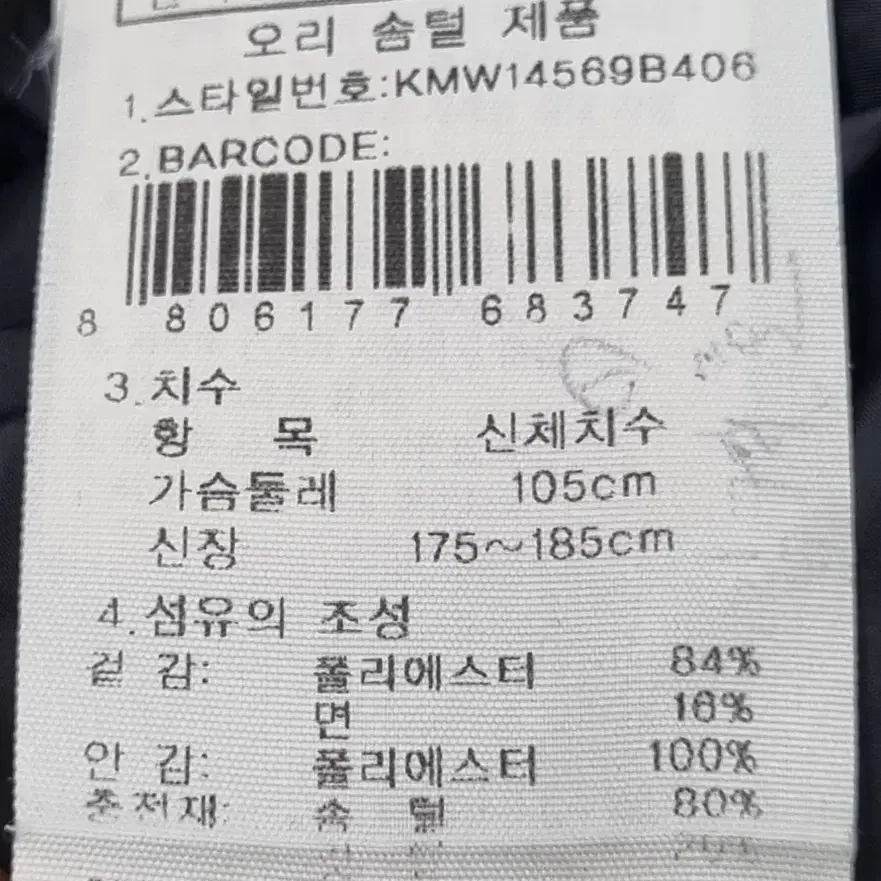 오리 솜털 제품
1.스타일번호:KMW14569B406
2.BARCODE:
8 806177 683747
3.치수
항 목 신체치수
가슴둘레 105cm
신장 175~185cm
4.섬유의 조성
겉 감: 폴리에스터 84%
면 16%
안 감: 폴리에스터 100%
충전재: 솜 털 80%